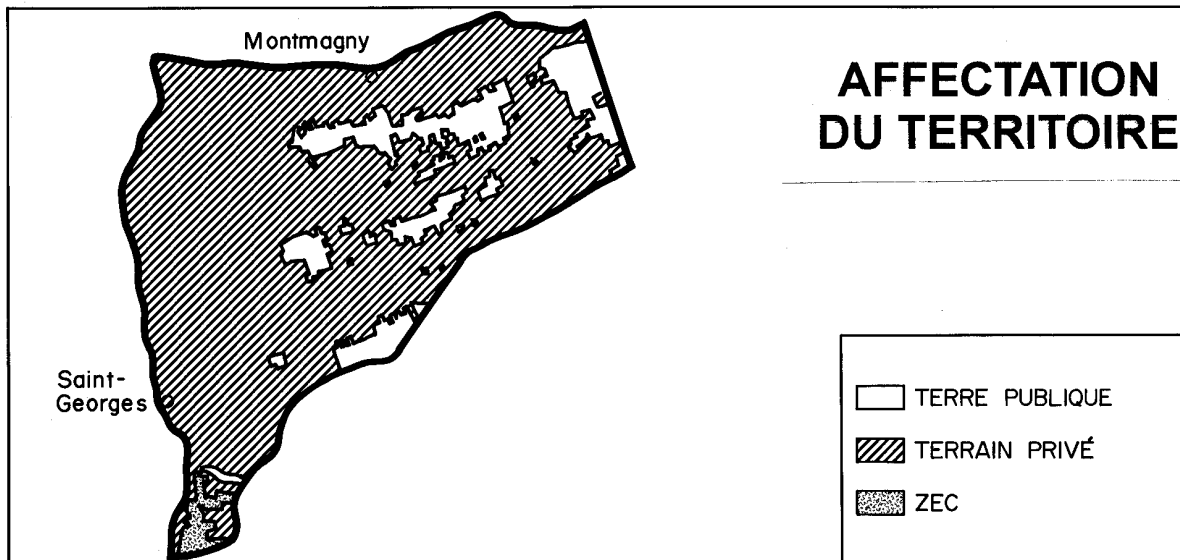 Montmagny
AFFECTATION
DU TERRITOIRE
Saint-
Georges
TERRE PUBLIQUE
TERRAIN PRIVÉ
ZEC